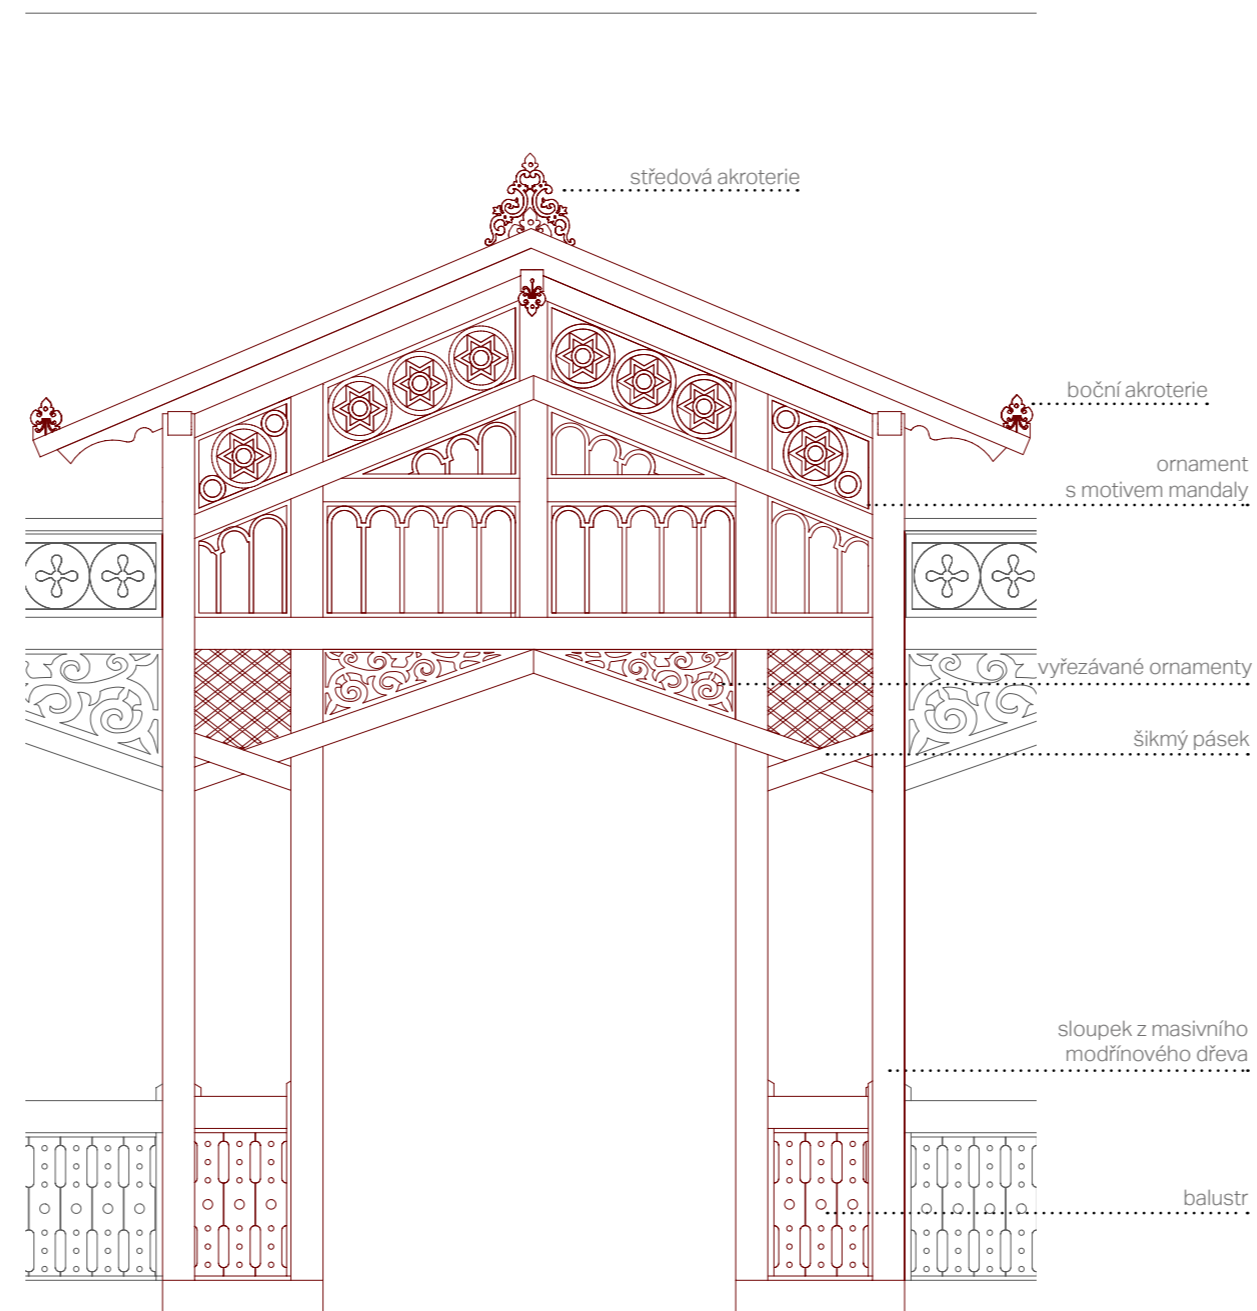 středová akroterie
boční akroterie
ornament
s motivem mandaly
vyřezávané ornamenty
šikmý pásek
sloupek z masivního
modřínového dřeva
balustr